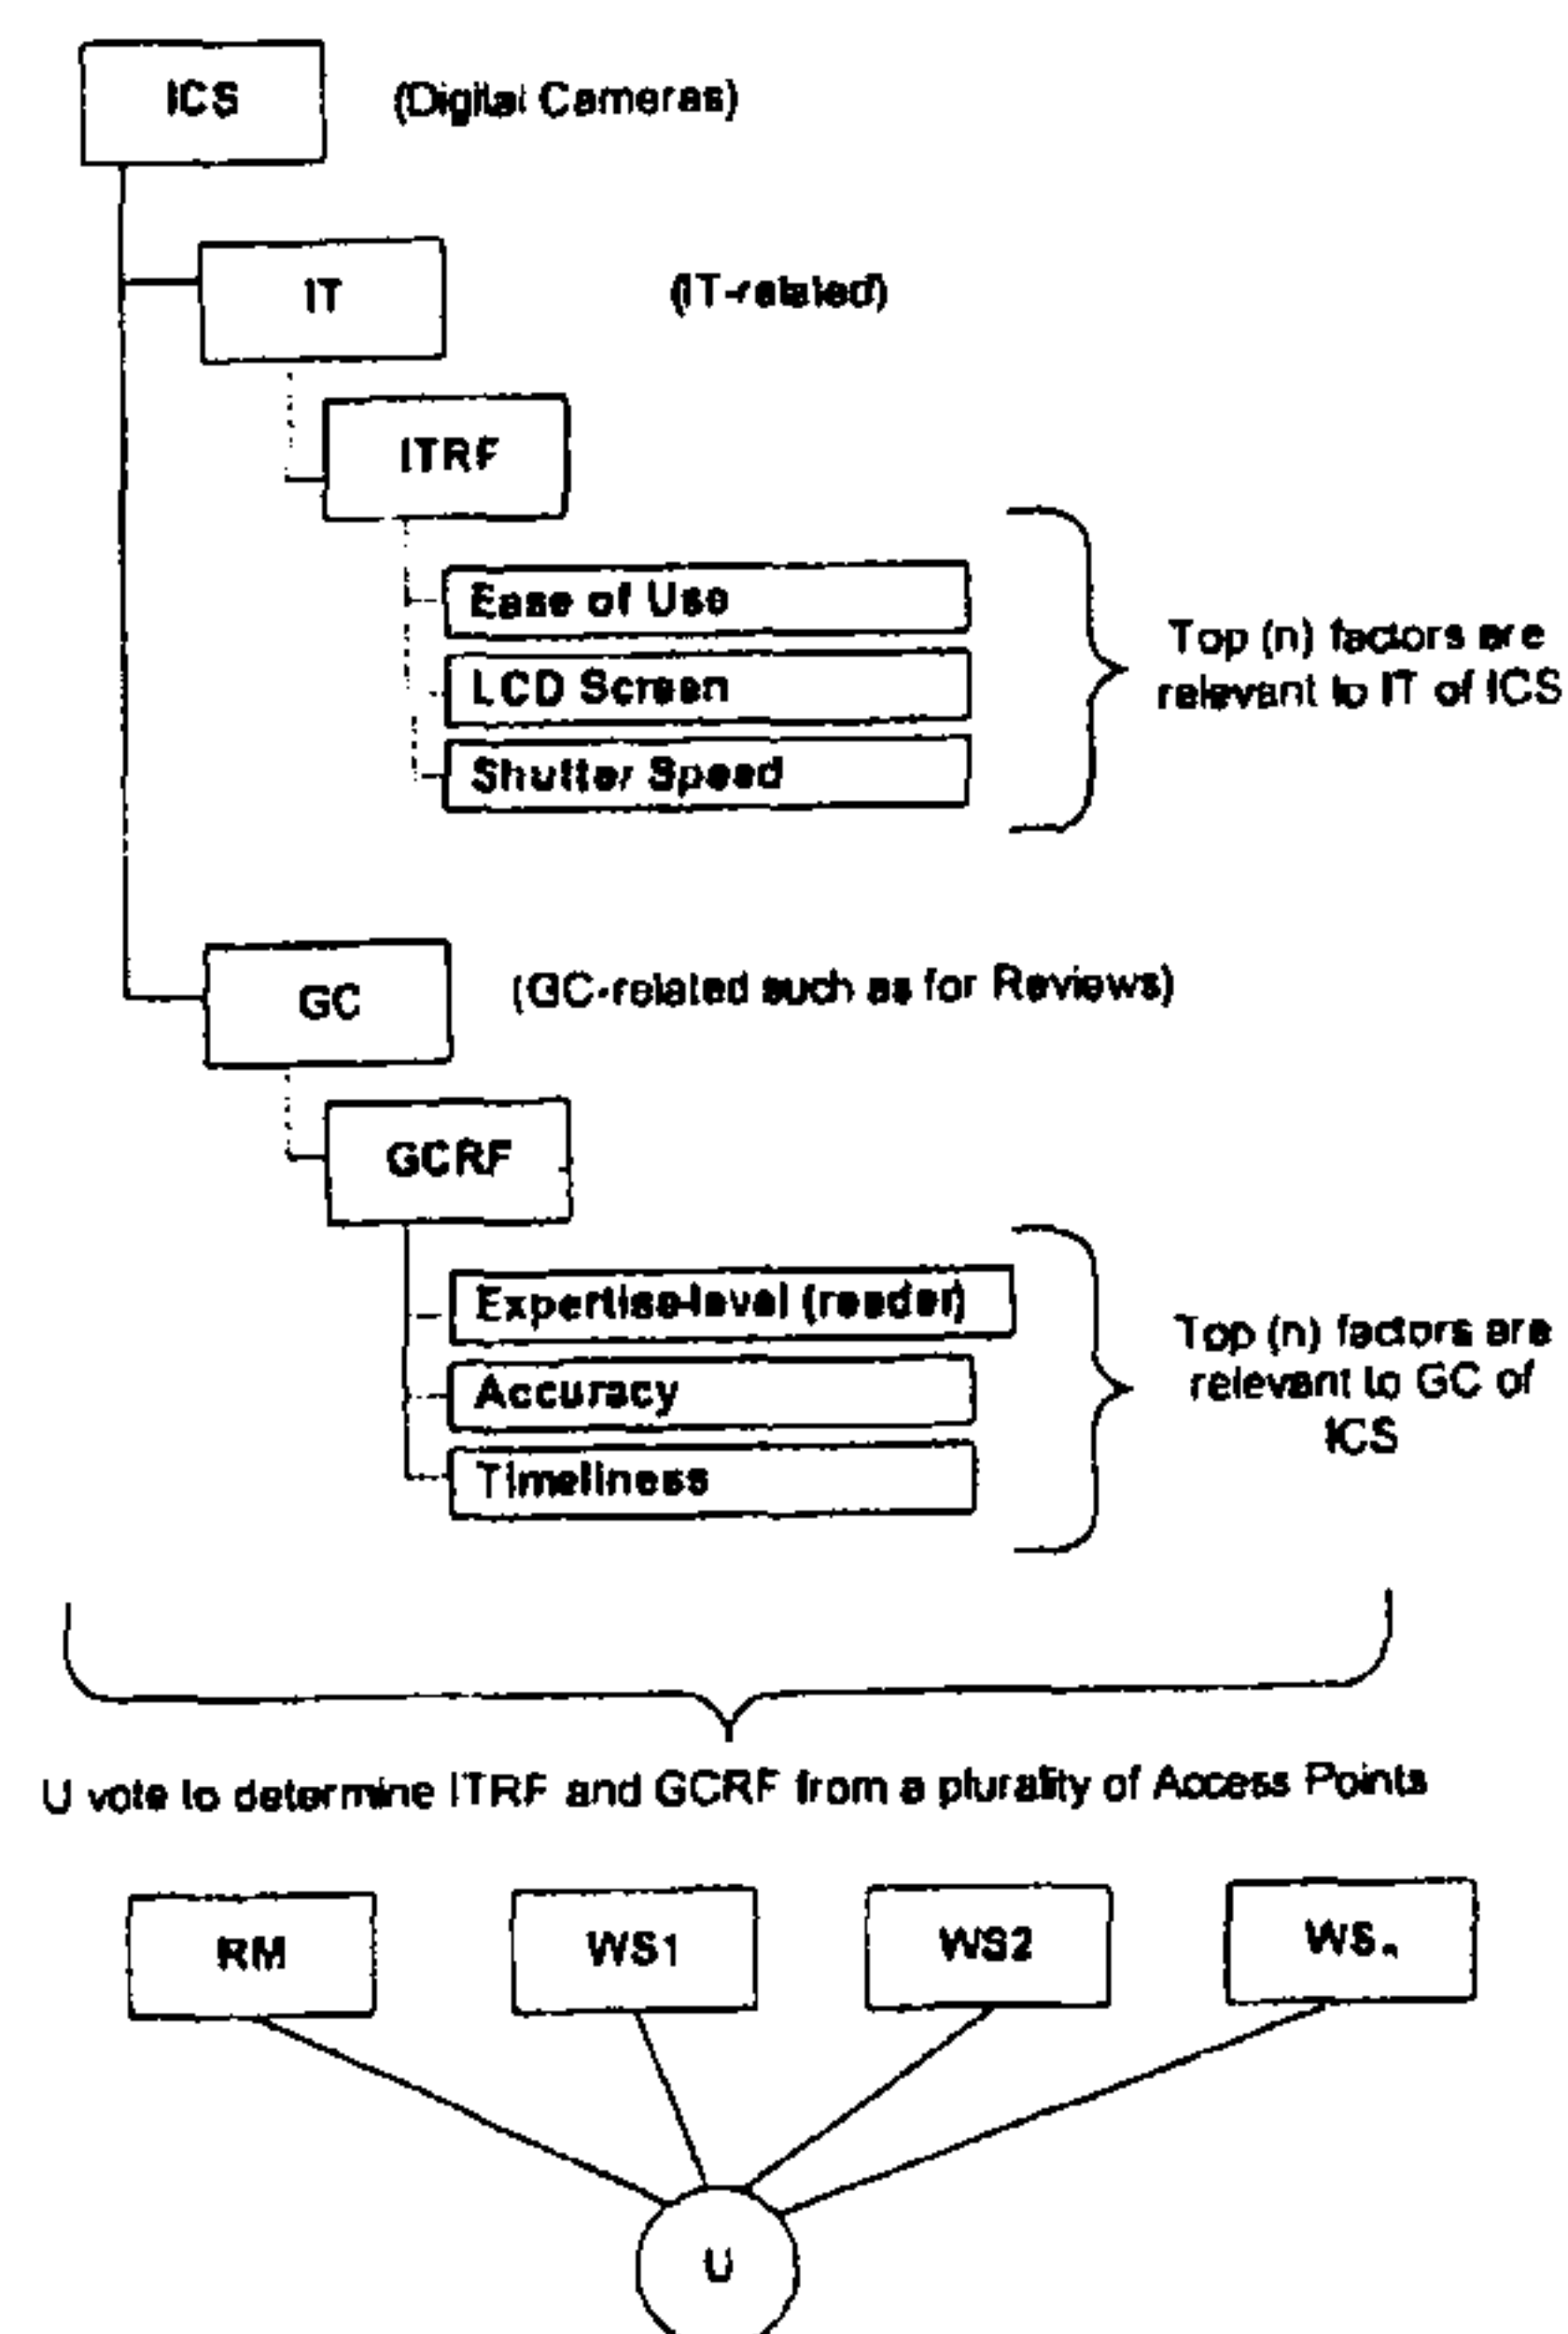 ICS (Digital Cameras)
IT (IT-related)
ITRF
Ease of Use
LCD Screen
Shutter Speed
Top (n) factors are
relevant to IT of ICS
GC (GC-related such as for Reviews)
GCRF
Expertise-level (reader)
Accuracy
Timeliness
Top (n) factors are
relevant to GC of
ICS
U vote to determine ITRF and GCRF from a plurality of Access Points
RM WS1 WS2 WSn
U